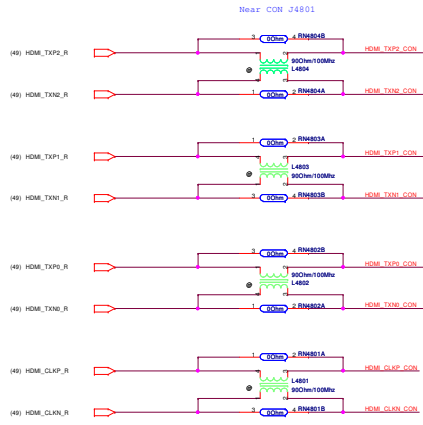 Near CON J4801
3 0Ohm 4 RN4804B
(49) HDMI_TXP2_R HDMI_TXP2_CON
90Ohm/100Mhz
@ L4804
(49) HDMI_TXN2_R 1 0Ohm 2 RN4804A HDMI_TXN2_CON
1 0Ohm 2 RN4803A
(49) HDMI_TXP1_R HDMI_TXP1_CON
L4803
@ 90Ohm/100Mhz
(49) HDMI_TXN1_R 3 0Ohm 4 RN4803B HDMI_TXN1_CON
3 0Ohm 4 RN4802B
(49) HDMI_TXP0_R HDMI_TXP0_CON
90Ohm/100Mhz
@ L4802
(49) HDMI_TXN0_R 1 0Ohm 2 RN4802A HDMI_TXN0_CON
1 0Ohm 2 RN4801A
(49) HDMI_CLKP_R HDMI_CLKP_CON
L4801
@ 90Ohm/100Mhz
(49) HDMI_CLKN_R 3 0Ohm 4 RN4801B HDMI_CLKN_CON